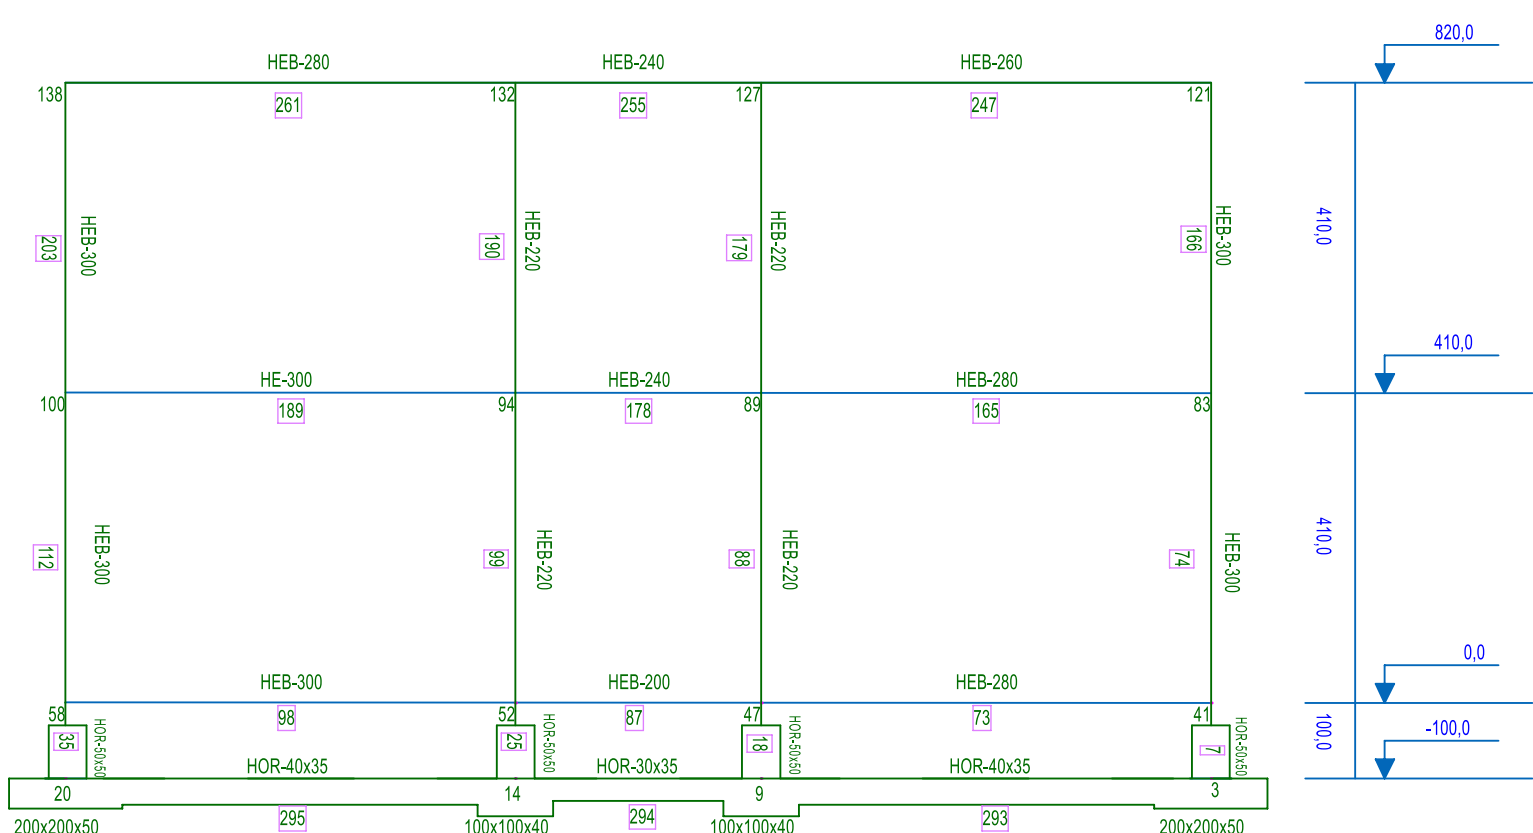 820,0
HEB-280
HEB-240
HEB-260
138
261
132
255
127
247
121
203
HEB-300
190
HEB-220
179
HEB-220
166
HEB-300
410,0
410,0
HE-300
HEB-240
HEB-280
100
189
94
178
89
165
83
112
HEB-300
99
HEB-220
88
HEB-220
74
HEB-300
410,0
0,0
HEB-300
HEB-200
HEB-280
58
98
52
87
47
73
41
35
HOR-50x50
25
HOR-50x50
18
HOR-50x50
7
HOR-50x50
100,0
-100,0
HOR-40x35
HOR-30x35
HOR-40x35
20
14
9
3
295
294
293
200x200x50
100x100x40
100x100x40
200x200x50